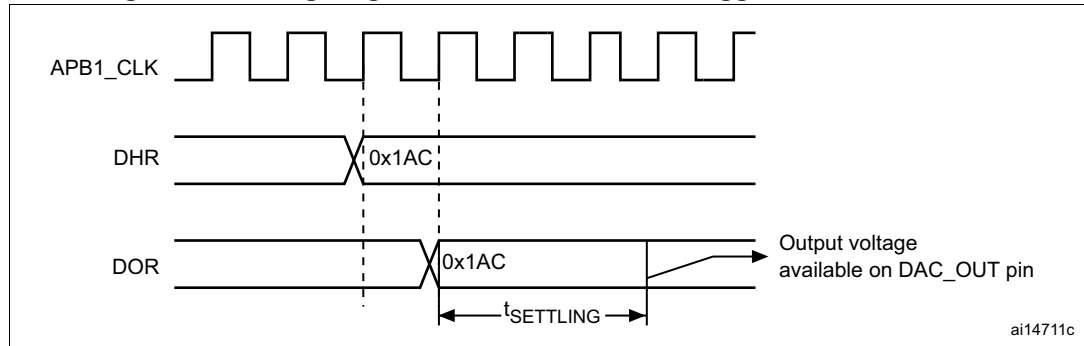 APB1_CLK
DHR
0x1AC
DOR
0x1AC
Output voltage
available on DAC_OUT pin
tSETTLING
ai14711c